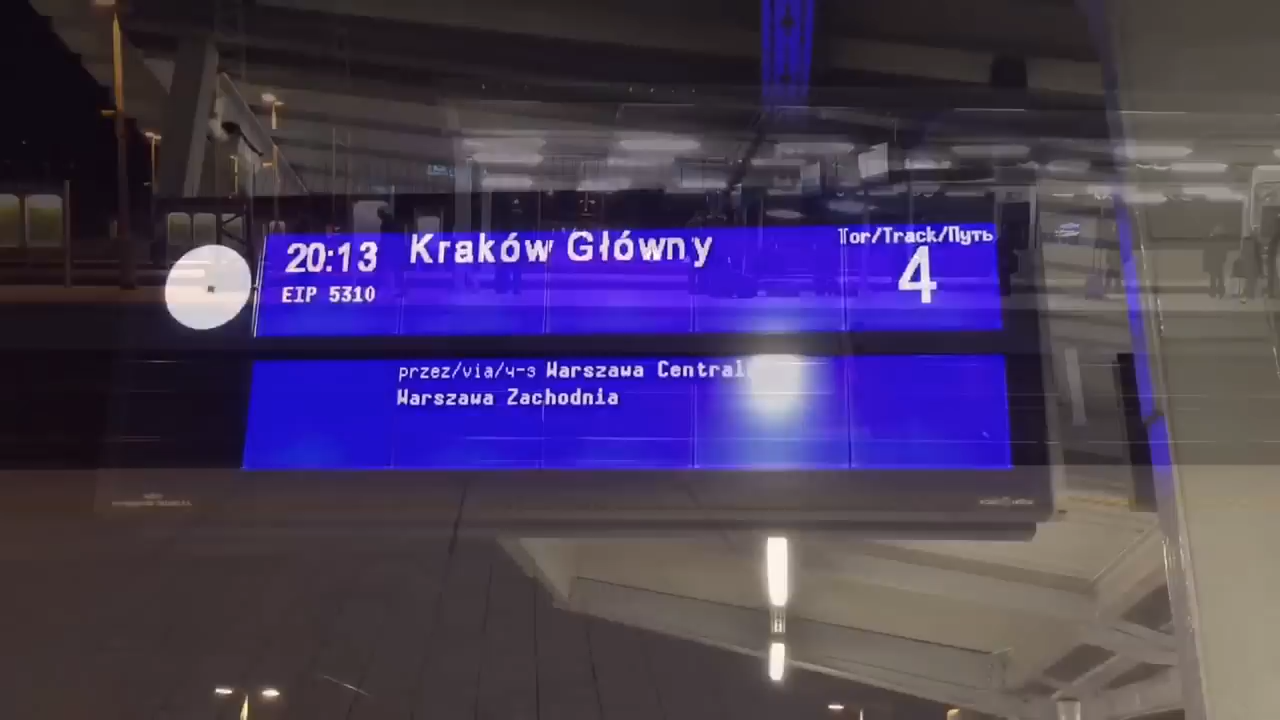 20:13 Kraków Główny Tor/Track/Путь
EIP 5310 4
przez/via/ч-з Warszawa Centralna
Warszawa Zachodnia